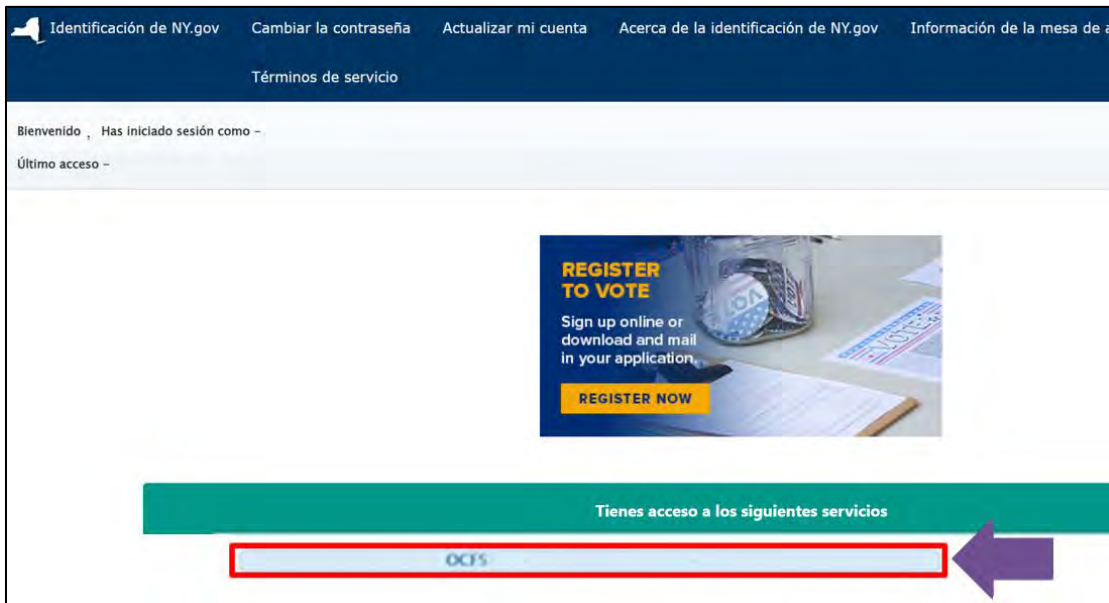 Identificación de NY.gov Cambiar la contraseña Actualizar mi cuenta Acerca de la identificación de NY.gov Información de la mesa de a
Términos de servicio
Bienvenido , Has iniciado sesión como –
Último acceso –
REGISTER
TO VOTE
Sign up online or
download and mail
in your application.
REGISTER NOW
VOTE
Tienes acceso a los siguientes servicios
OCFS